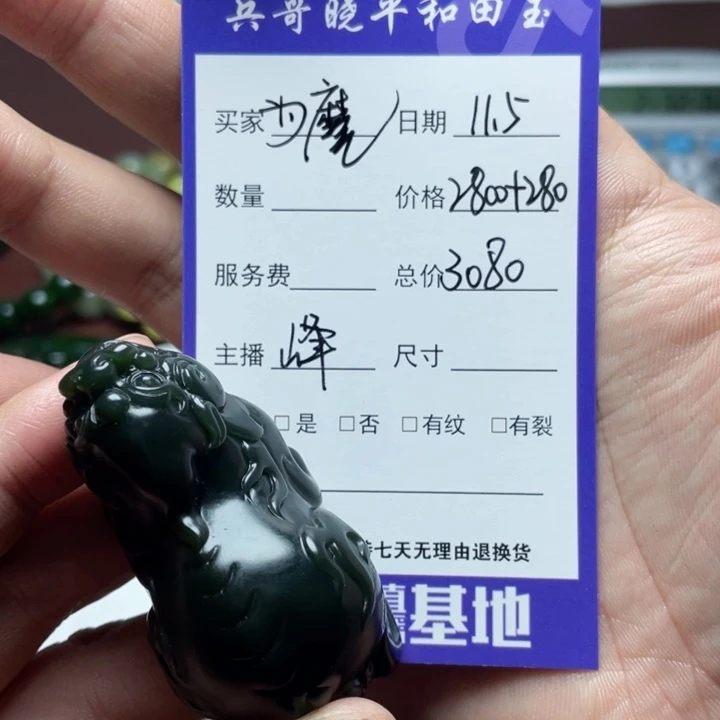 兵哥晓平和田玉
买家 日期 11.5
数量 价格 2800+280
服务费 总价 3080
主播 峰 尺寸
□是 □否 □有纹 □有裂
七天无理由退换货
基地